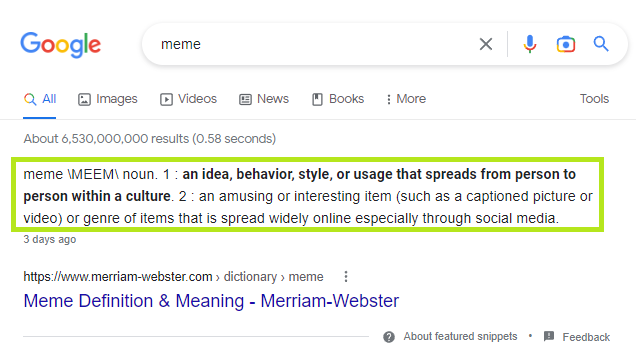 Google
meme
All Images Videos News Books More Tools
About 6,530,000,000 results (0.58 seconds)
meme \MEEM\ noun. 1 : an idea, behavior, style, or usage that spreads from person to
person within a culture. 2 : an amusing or interesting item (such as a captioned picture or
video) or genre of items that is spread widely online especially through social media.
3 days ago
https://www.merriam-webster.com › dictionary › meme
Meme Definition & Meaning - Merriam-Webster
About featured snippets • Feedback